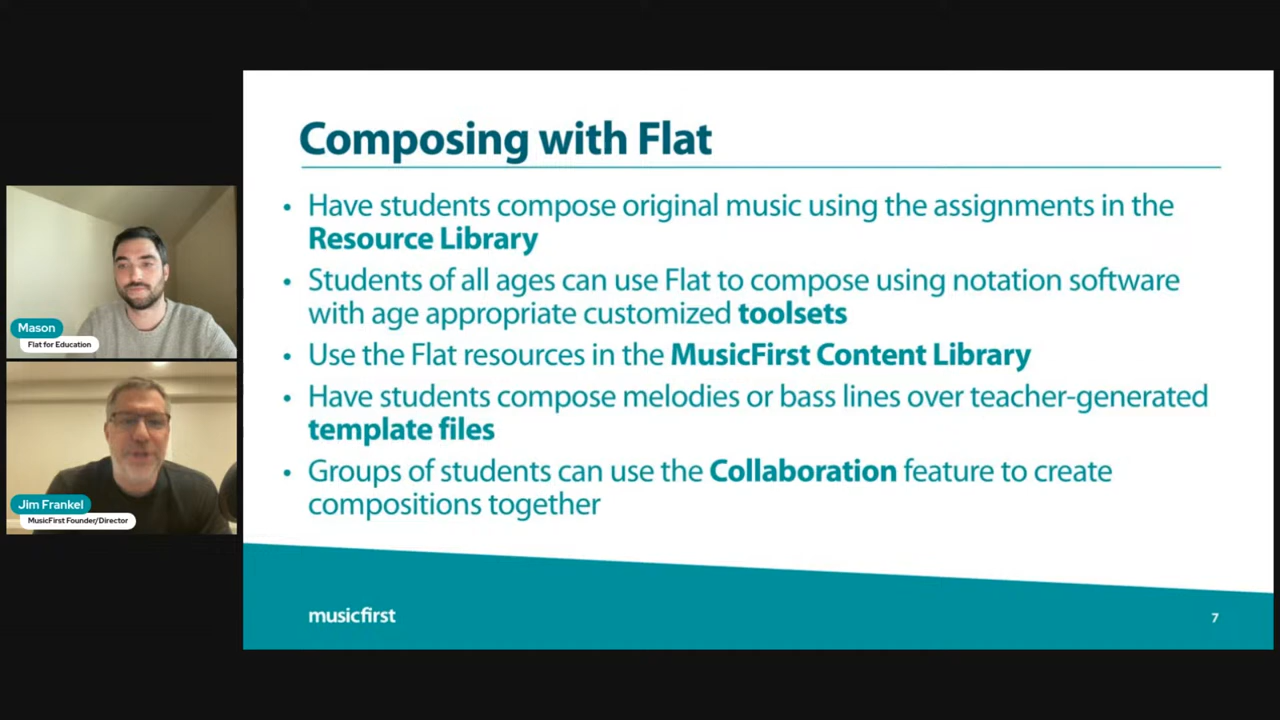 Composing with Flat
• Have students compose original music using the assignments in the
Resource Library
• Students of all ages can use Flat to compose using notation software
with age appropriate customized toolsets
• Use the Flat resources in the MusicFirst Content Library
• Have students compose melodies or bass lines over teacher-generated
template files
• Groups of students can use the Collaboration feature to create
compositions together
musicfirst
7
Mason
Flat for Education
Jim Frankel
MusicFirst Founder/Director